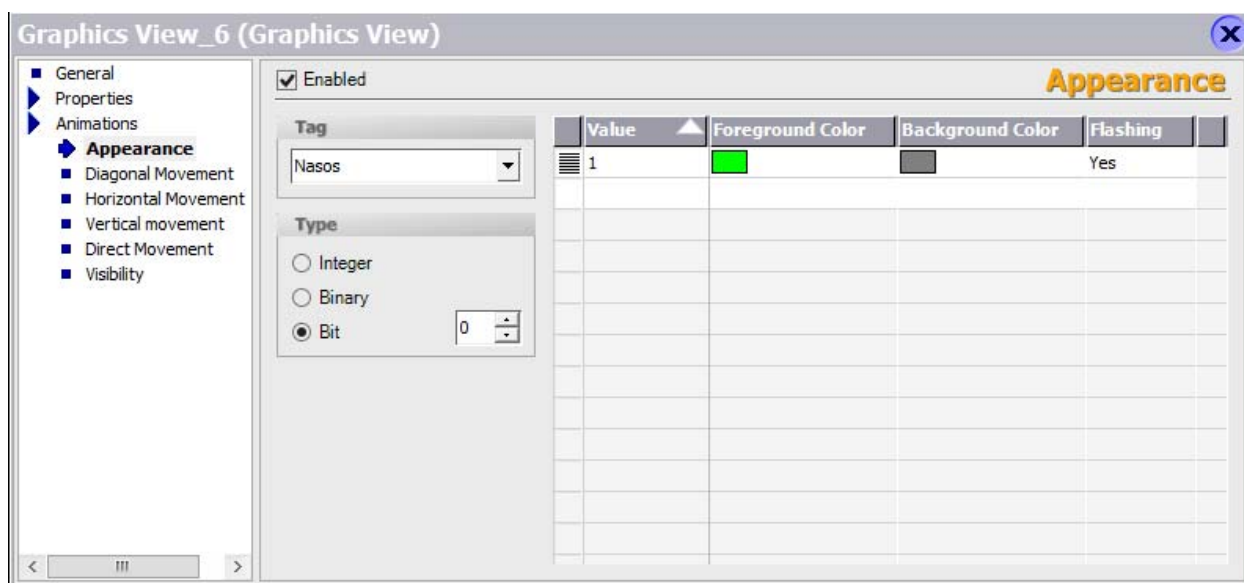 Graphics View_6 (Graphics View)
General
Properties
Animations
Appearance
Diagonal Movement
Horizontal Movement
Vertical movement
Direct Movement
Visibility
Enabled
Appearance
Tag
Nasos
Type
Integer
Binary
Bit 0
Value Foreground Color Background Color Flashing
1 Yes